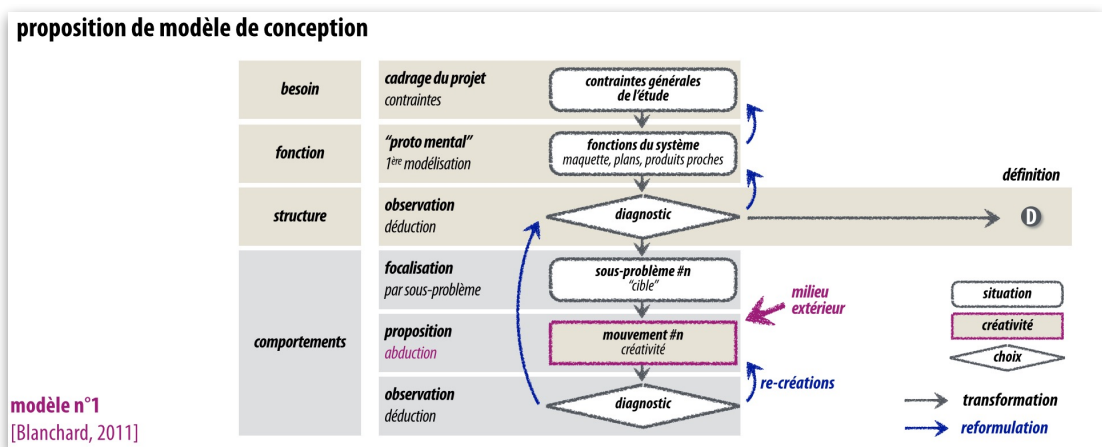 proposition de modèle de conception
besoin
cadrage du projet
contraintes
contraintes générales
de l'étude
fonction
"proto mental"
1ère modélisation
fonctions du système
maquette, plans, produits proches
définition
structure
observation
déduction
diagnostic
D
comportements
focalisation
par sous-problème
sous-problème #n
"cible"
milieu
extérieur
proposition
abduction
mouvement #n
créativité
observation
déduction
diagnostic
re-créations
situation
créativité
choix
transformation
reformulation
modèle n°1
[Blanchard, 2011]